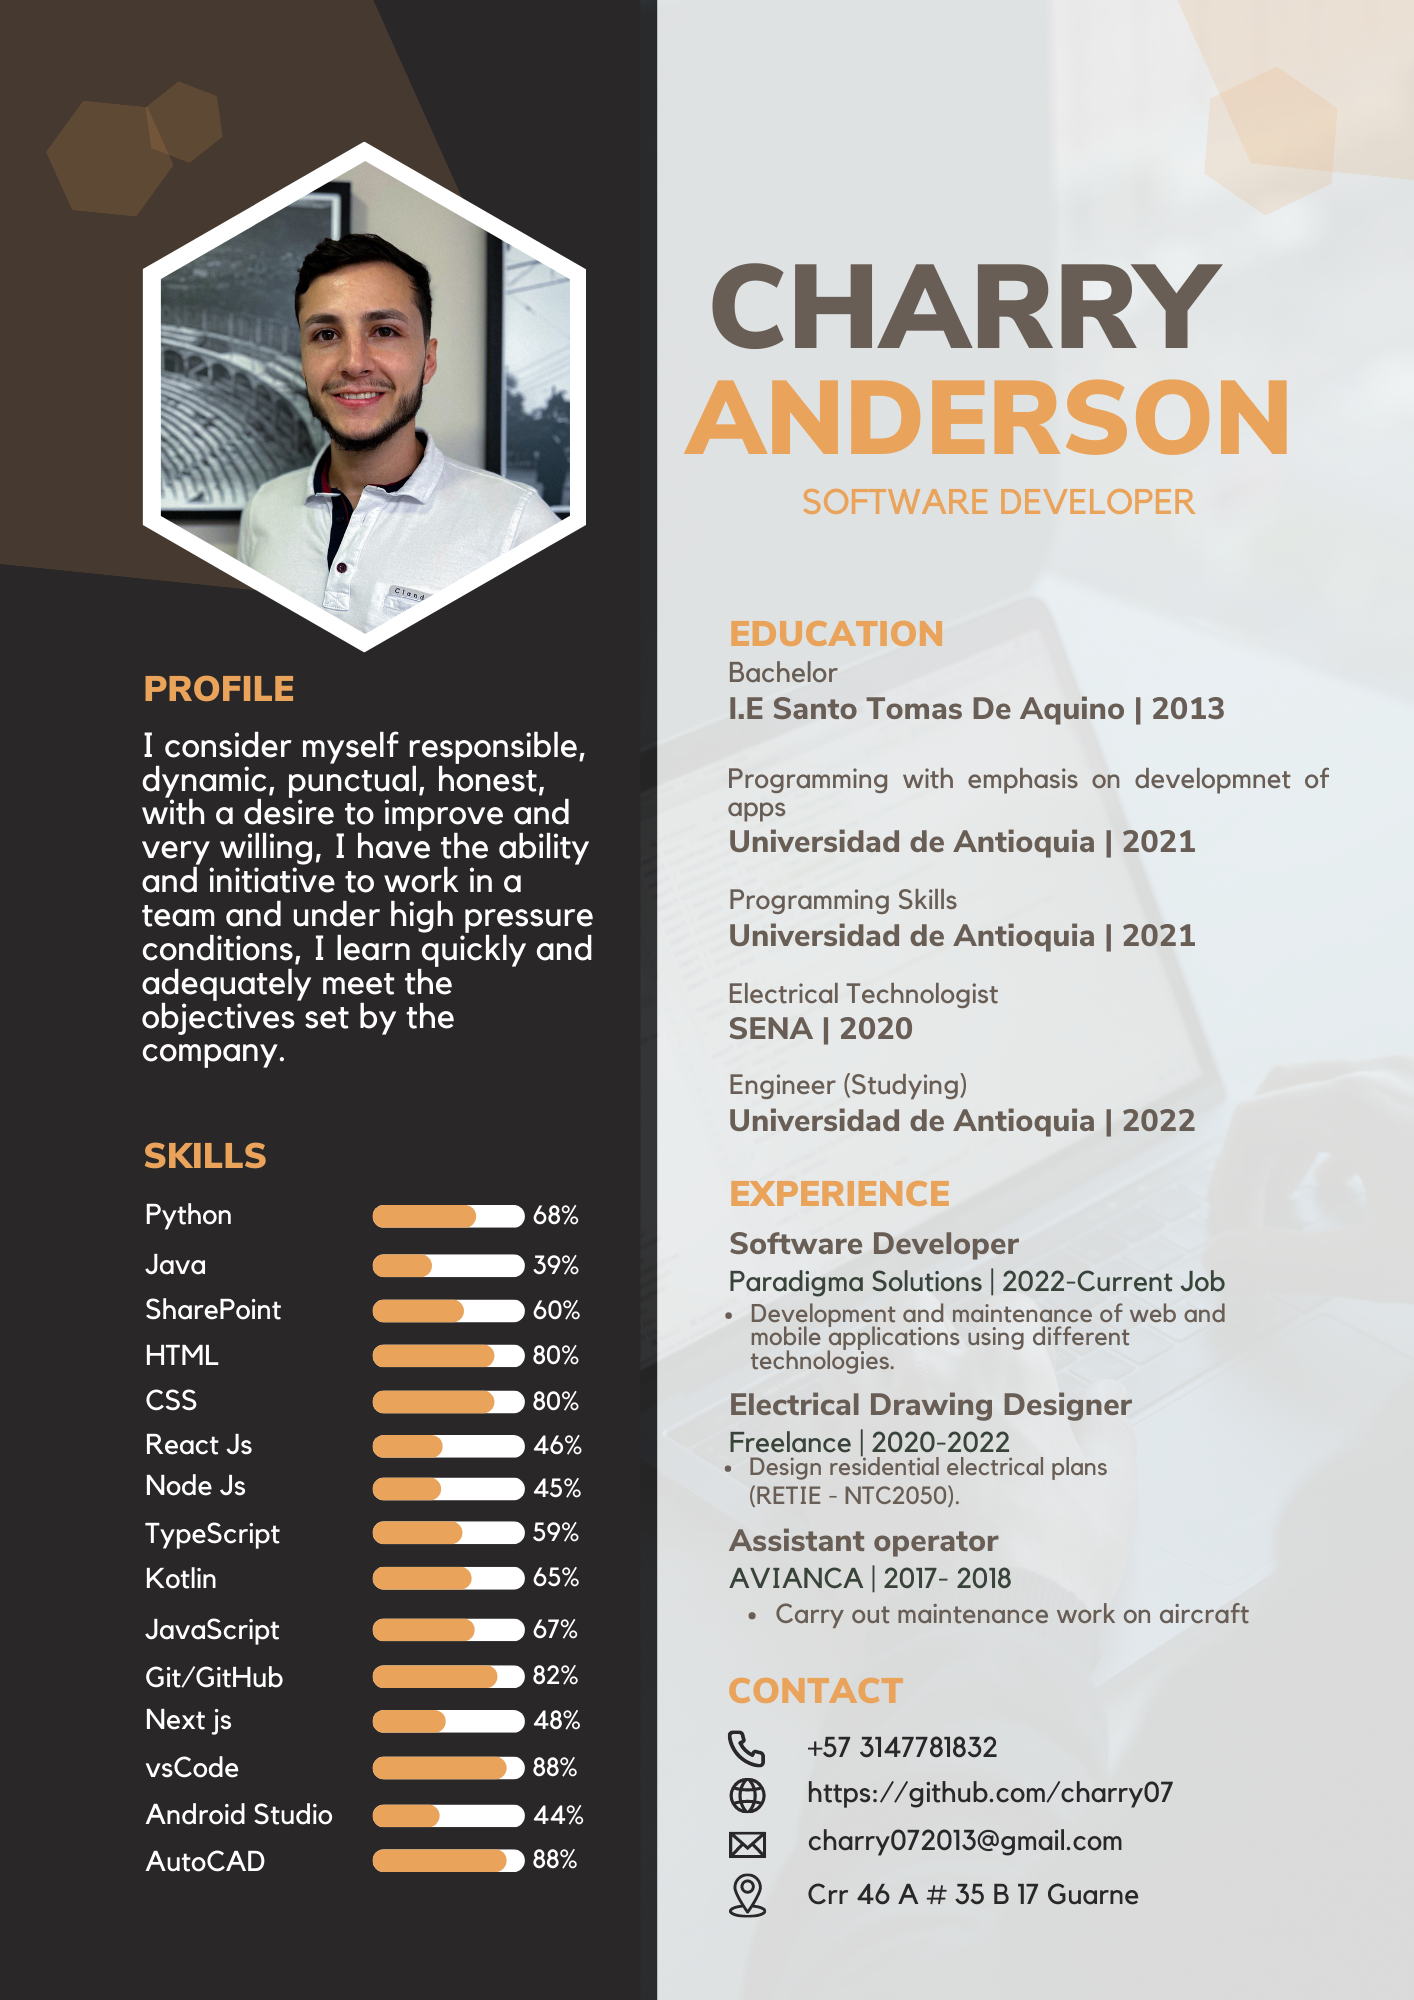 Cland
PROFILE
I consider myself responsible,
dynamic, punctual, honest,
with a desire to improve and
very willing, I have the ability
and initiative to work in a
team and under high pressure
conditions, I learn quickly and
adequately meet the
objectives set by the
company.
SKILLS
Python 68%
Java 39%
SharePoint 60%
HTML 80%
CSS 80%
React Js 46%
Node Js 45%
TypeScript 59%
Kotlin 65%
JavaScript 67%
Git/GitHub 82%
Next js 48%
vsCode 88%
Android Studio 44%
AutoCAD 88%
CHARRY
ANDERSON
SOFTWARE DEVELOPER
EDUCATION
Bachelor
I.E Santo Tomas De Aquino | 2013
Programming with emphasis on developmnet of
apps
Universidad de Antioquia | 2021
Programming Skills
Universidad de Antioquia | 2021
Electrical Technologist
SENA | 2020
Engineer (Studying)
Universidad de Antioquia | 2022
EXPERIENCE
Software Developer
Paradigma Solutions | 2022-Current Job
• Development and maintenance of web and
mobile applications using different
technologies.
Electrical Drawing Designer
Freelance | 2020-2022
• Design residential electrical plans
(RETIE - NTC2050).
Assistant operator
AVIANCA | 2017- 2018
• Carry out maintenance work on aircraft
CONTACT
+57 3147781832
https://github.com/charry07
charry072013@gmail.com
Crr 46 A # 35 B 17 Guarne